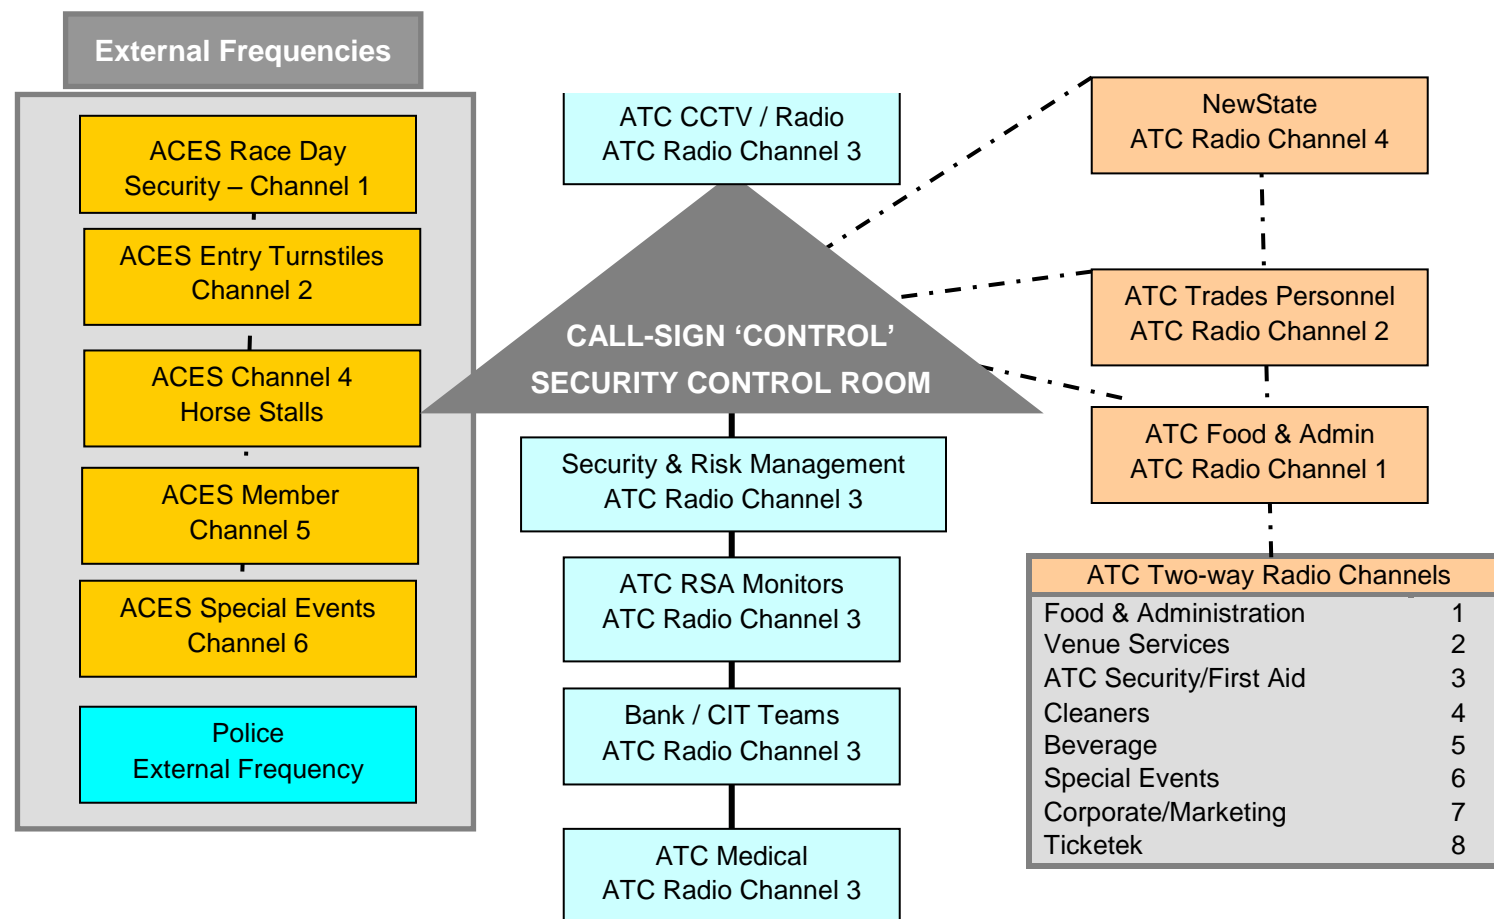 External Frequencies
ACES Race Day
Security – Channel 1
ACES Entry Turnstiles
Channel 2
ACES Channel 4
Horse Stalls
ACES Member
Channel 5
ACES Special Events
Channel 6
Police
External Frequency
ATC CCTV / Radio
ATC Radio Channel 3
CALL-SIGN ‘CONTROL’
SECURITY CONTROL ROOM
Security & Risk Management
ATC Radio Channel 3
ATC RSA Monitors
ATC Radio Channel 3
Bank / CIT Teams
ATC Radio Channel 3
ATC Medical
ATC Radio Channel 3
NewState
ATC Radio Channel 4
ATC Trades Personnel
ATC Radio Channel 2
ATC Food & Admin
ATC Radio Channel 1
ATC Two-way Radio Channels
Food & Administration 1
Venue Services 2
ATC Security/First Aid 3
Cleaners 4
Beverage 5
Special Events 6
Corporate/Marketing 7
Ticketek 8